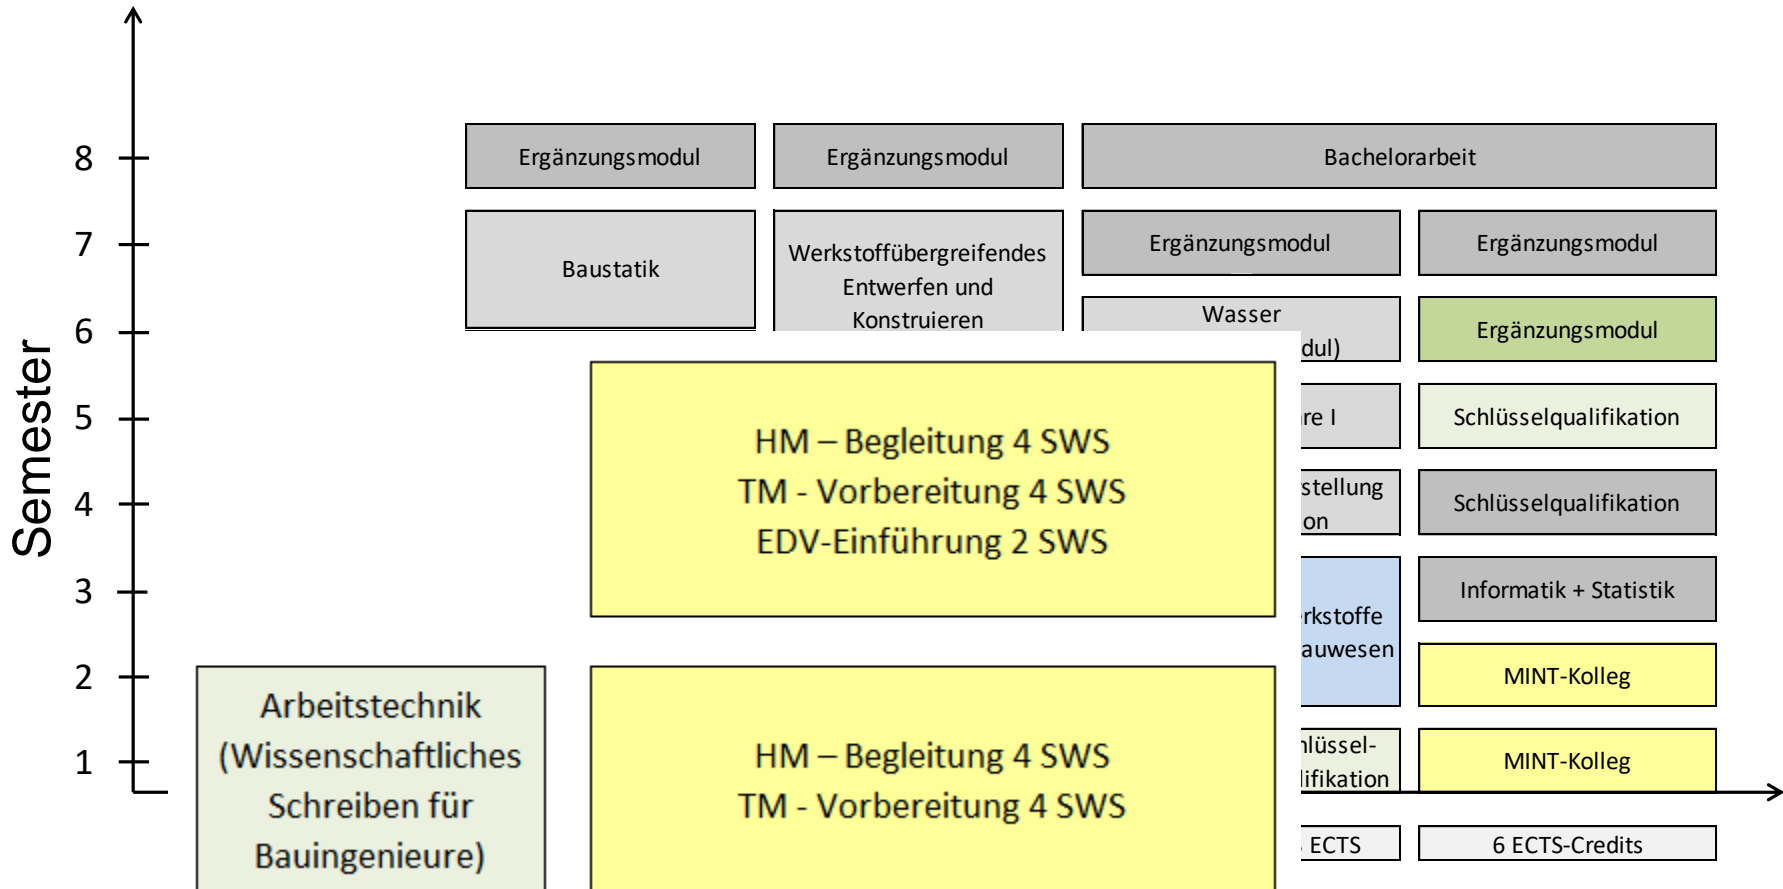 Semester
8
Ergänzungsmodul
Ergänzungsmodul
Bachelorarbeit
7
Baustatik
Werkstoffübergreifendes
Entwerfen und
Konstruieren
Ergänzungsmodul
Ergänzungsmodul
6
Wasser
dul)
Ergänzungsmodul
5
re I
Schlüsselqualifikation
HM – Begleitung 4 SWS
TM - Vorbereitung 4 SWS
EDV-Einführung 2 SWS
4
stellung
on
Schlüsselqualifikation
3
rkstoffe
auwesen
Informatik + Statistik
2
MINT-Kolleg
Arbeitstechnik
(Wissenschaftliches
Schreiben für
Bauingenieure)
HM – Begleitung 4 SWS
TM - Vorbereitung 4 SWS
1
hlüssel-
lifikation
MINT-Kolleg
ECTS
6 ECTS-Credits